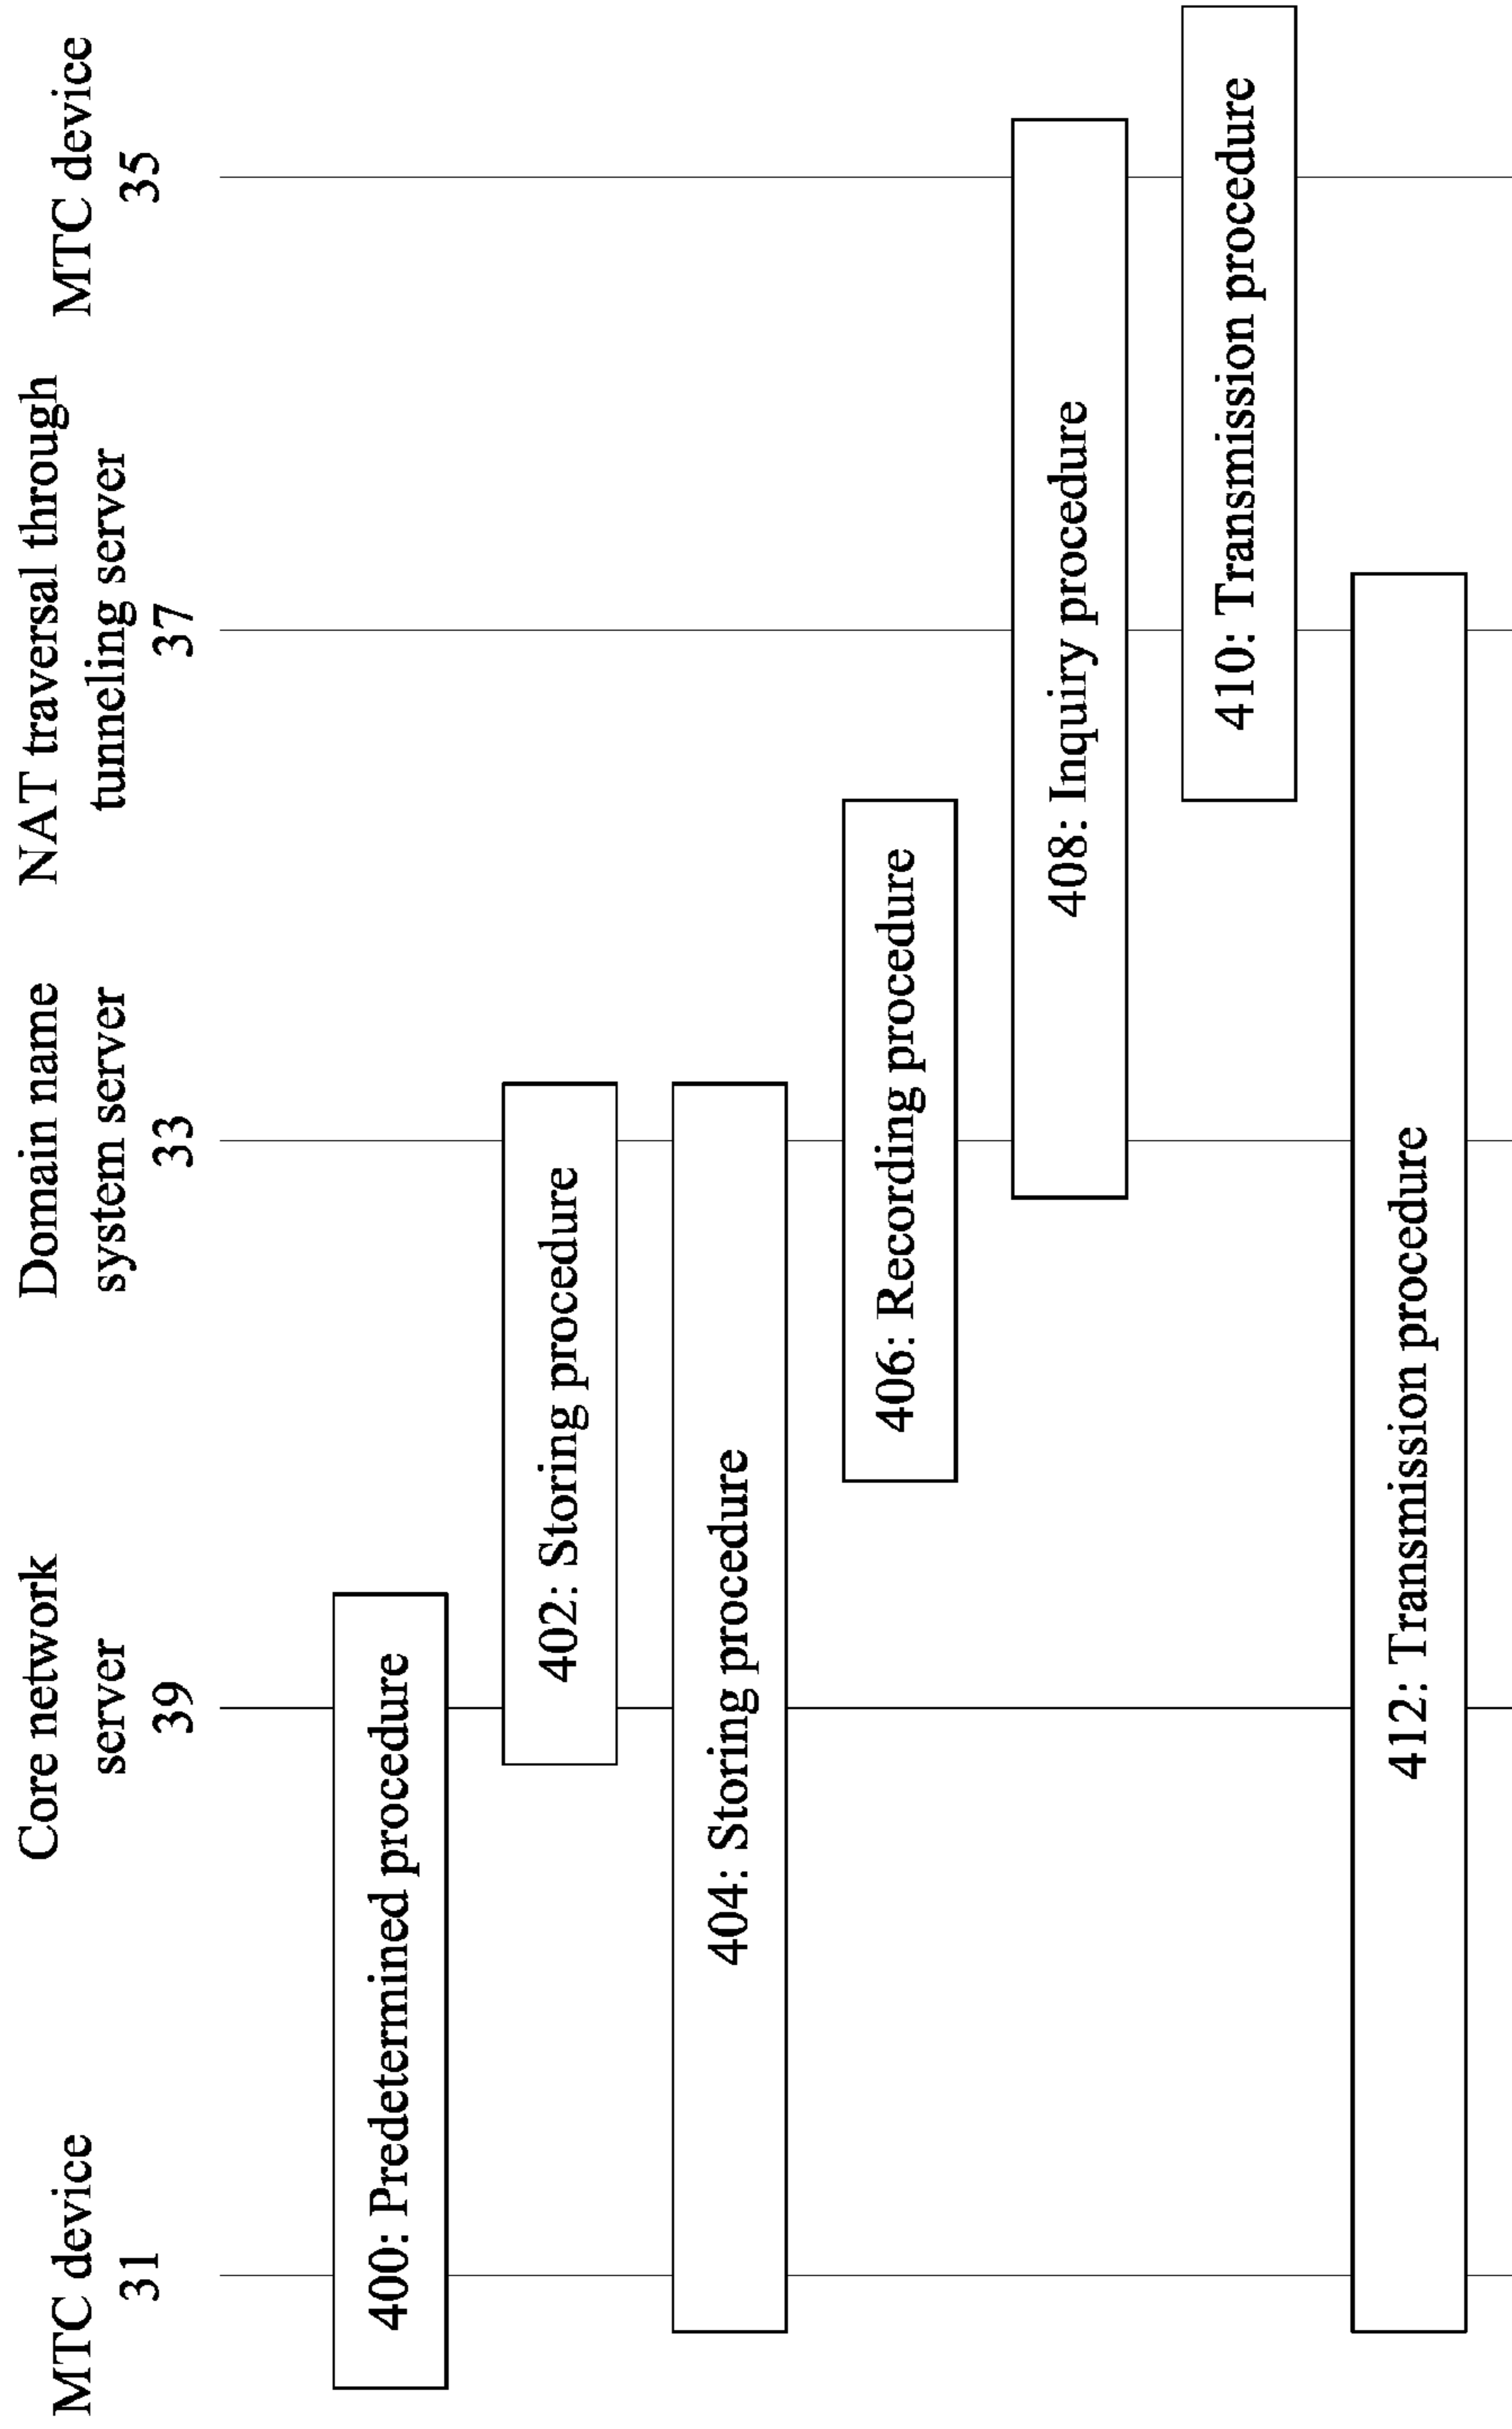 MTC device
31
Core network
server
39
Domain name
system server
33
NAT traversal through
tunneling server
37
MTC device
35
400: Predetermined procedure
402: Storing procedure
404: Storing procedure
406: Recording procedure
408: Inquiry procedure
410: Transmission procedure
412: Transmission procedure